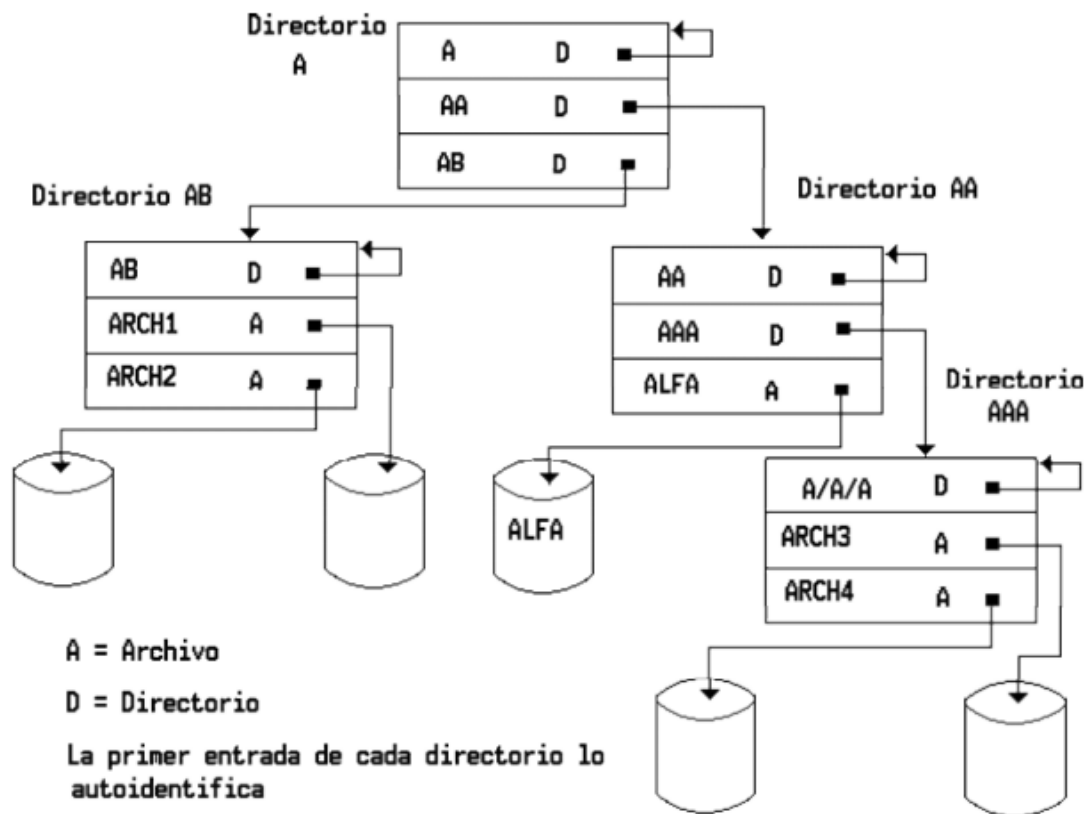 Directorio
A
A D
AA D
AB D
Directorio AB
Directorio AA
AB D
ARCH1 A
ARCH2 A
AA D
AAA D
ALFA A
Directorio
AAA
ALFA
A/A/A D
ARCH3 A
ARCH4 A
A = Archivo
D = Directorio
La primer entrada de cada directorio lo
autoidentifica